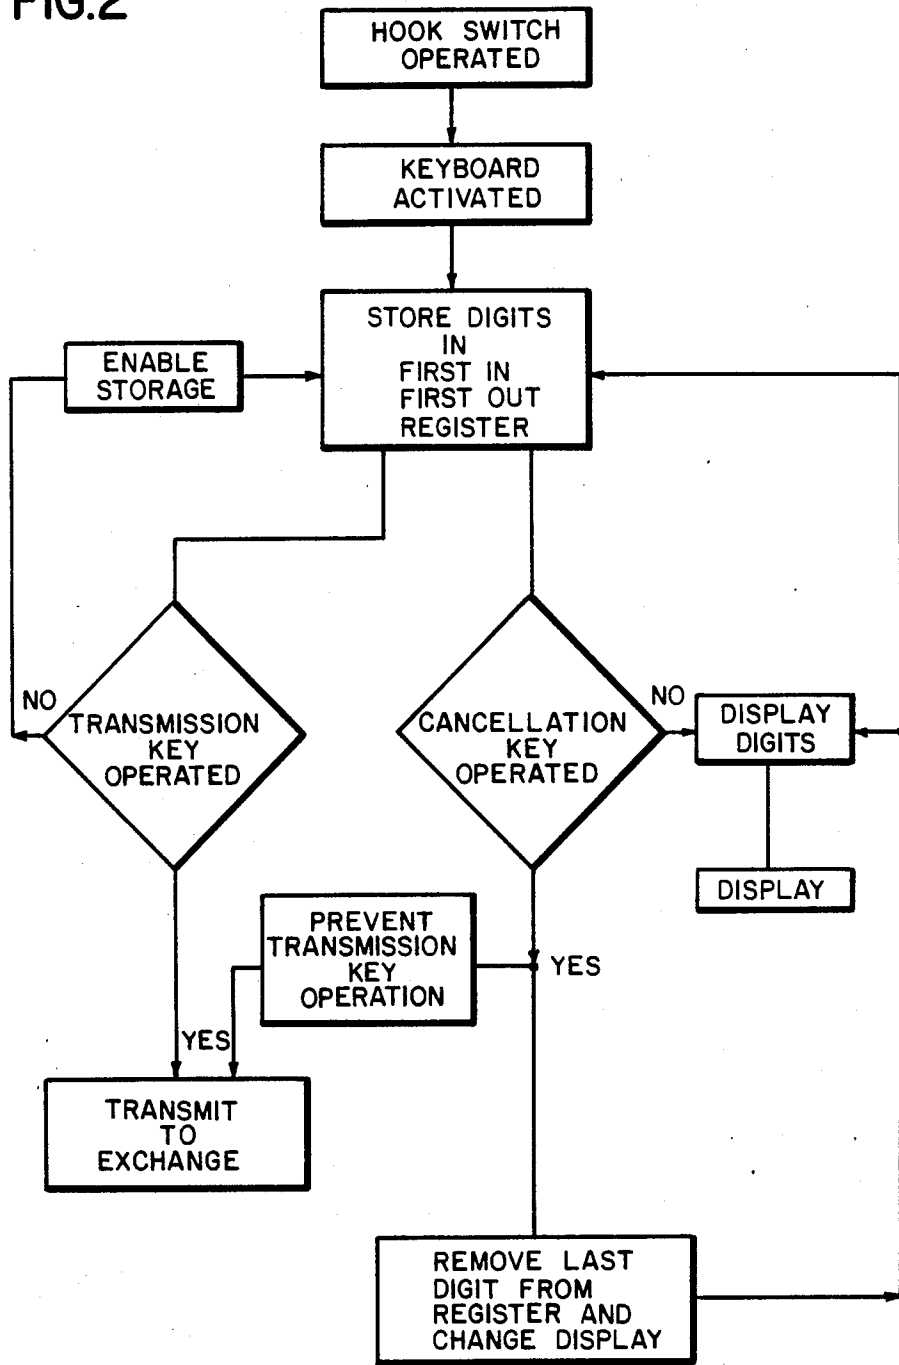 FIG.2
HOOK SWITCH
OPERATED
KEYBOARD
ACTIVATED
STORE DIGITS
IN
FIRST IN
FIRST OUT
REGISTER
ENABLE
STORAGE
NO
TRANSMISSION
KEY
OPERATED
CANCELLATION
KEY
OPERATED
NO
DISPLAY
DIGITS
DISPLAY
PREVENT
TRANSMISSION
KEY
OPERATION
YES
YES
TRANSMIT
TO
EXCHANGE
REMOVE LAST
DIGIT FROM
REGISTER AND
CHANGE DISPLAY